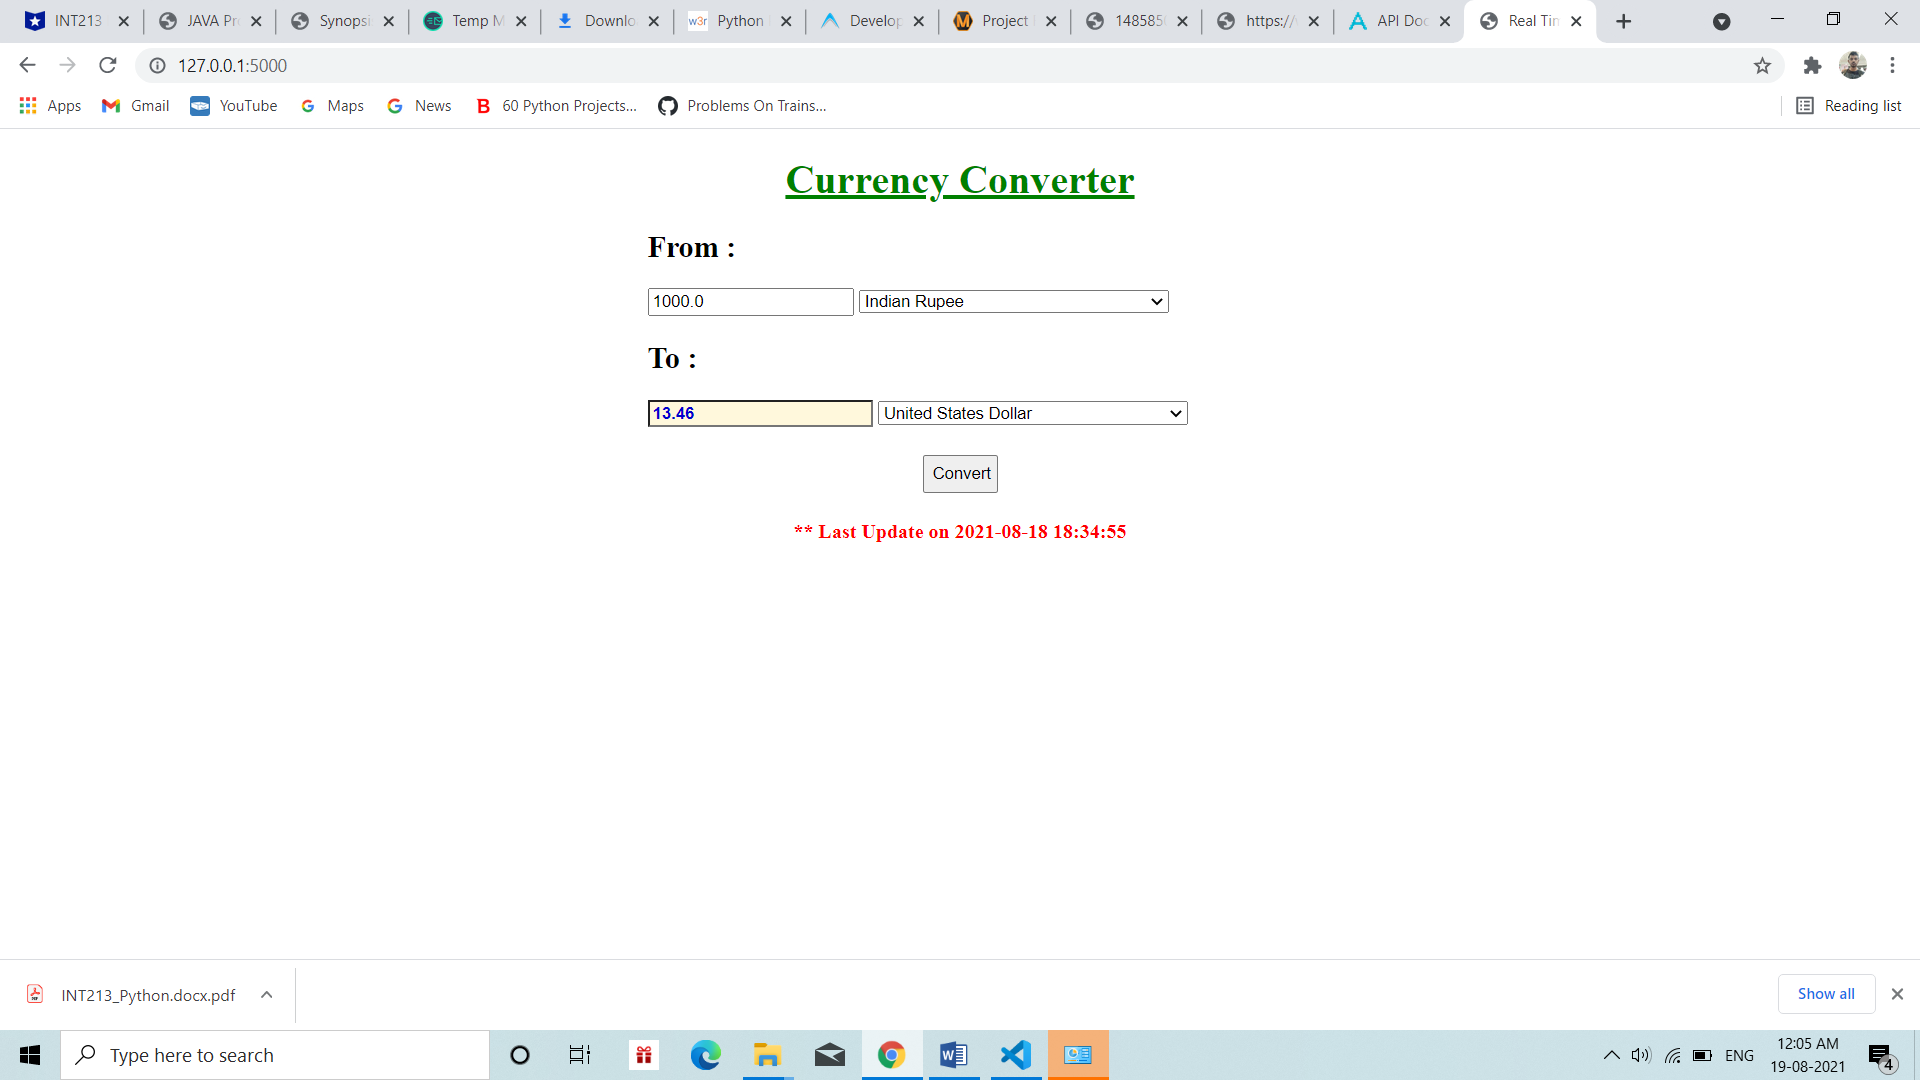 INT213 JAVA Pr Synopsi Temp M Downlo w3r Python Develop Project 148585 https:// API Doc Real Tim
127.0.0.1:5000
Apps Gmail YouTube Maps News 60 Python Projects... Problems On Trains... Reading list
Currency Converter
From :
1000.0 Indian Rupee
To :
13.46 United States Dollar
Convert
** Last Update on 2021-08-18 18:34:55
INT213_Python.docx.pdf Show all
Type here to search ENG 12:05 AM
19-08-2021 4